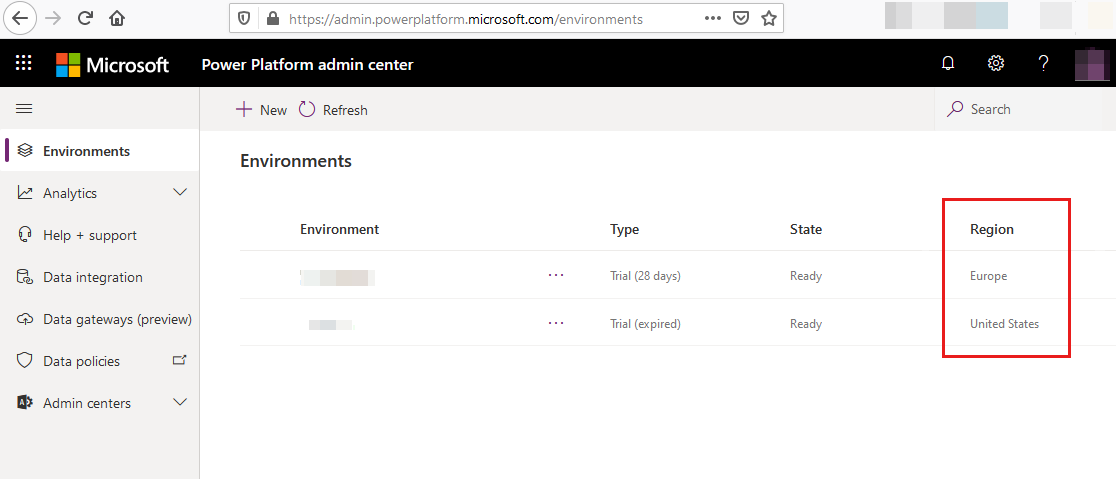 https://admin.powerplatform.microsoft.com/environments
Microsoft Power Platform admin center ?
New Refresh Search
Environments
Analytics
Help + support
Data integration
Data gateways (preview)
Data policies
Admin centers
Environments
Environment Type State Region
Trial (28 days) Ready Europe
Trial (expired) Ready United States